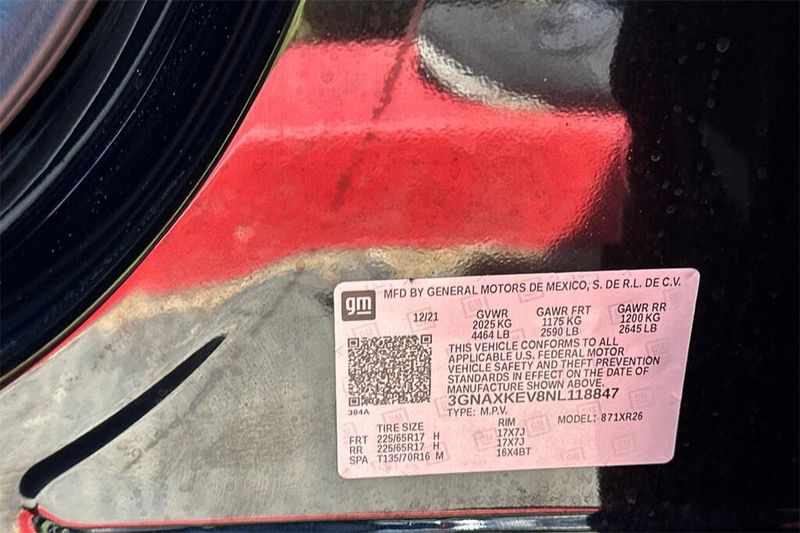 gm
MFD BY GENERAL MOTORS DE MEXICO, S. DE R.L. DE C.V.
12/21 GVWR GAWR FRT GAWR RR
2025 KG 1175 KG 1200 KG
4464 LB 2590 LB 2645 LB
THIS VEHICLE CONFORMS TO ALL
APPLICABLE U.S. FEDERAL MOTOR
VEHICLE SAFETY AND THEFT PREVENTION
STANDARDS IN EFFECT ON THE DATE OF
MANUFACTURE SHOWN ABOVE.
3GNAXKEV8NL118847
384A
TYPE: M.P.V. MODEL: 871XR26
TIRE SIZE RIM
FRT 225/65R17 H 17X7J
RR 225/65R17 H 17X7J
SPA T135/70R16 M 16X4BT